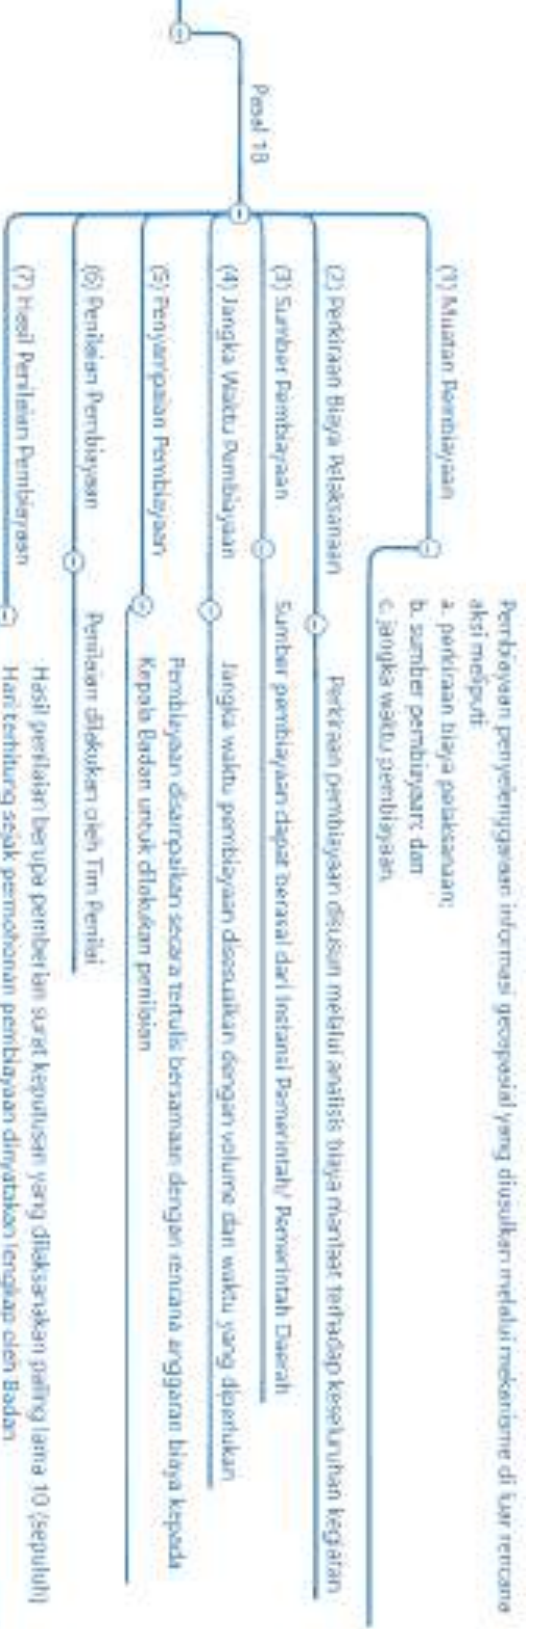 Pasal 18
(1) Muatan Pembiayaan
Pembiayaan penyelenggaraan informasi geospasial yang diusulkan melalui mekanisme di luar rencana
aksi meliputi
a. perkiraan biaya pelaksanaan;
b. sumber pembiayaan; dan
c. jangka waktu pembiayaan.
(2) Perkiraan Biaya Pelaksanaan
Perkiraan pembiayaan disusun melalui analisis biaya manfaat terhadap keseluruhan kegiatan
(3) Sumber Pembiayaan
Sumber pembiayaan dapat berasal dari Instansi Pemerintah/ Pemerintah Daerah
(4) Jangka Waktu Pembiayaan
Jangka waktu pembiayaan disesuaikan dengan volume dan waktu yang diperlukan
(5) Penyampaian Pembiayaan
Pembiayaan disampaikan secara tertulis bersamaan dengan rencana anggaran biaya kepada
Kepala Badan untuk dilakukan penilaian
(6) Penilaian Pembiayaan
Penilaian dilakukan oleh Tim Penilai
(7) Hasil Penilaian Pembiayaan
Hasil penilaian berupa pemberian surat keputusan yang dilaksanakan paling lama 10 (sepuluh)
Hari terhitung sejak permohonan pembiayaan dinyatakan lengkap oleh Badan